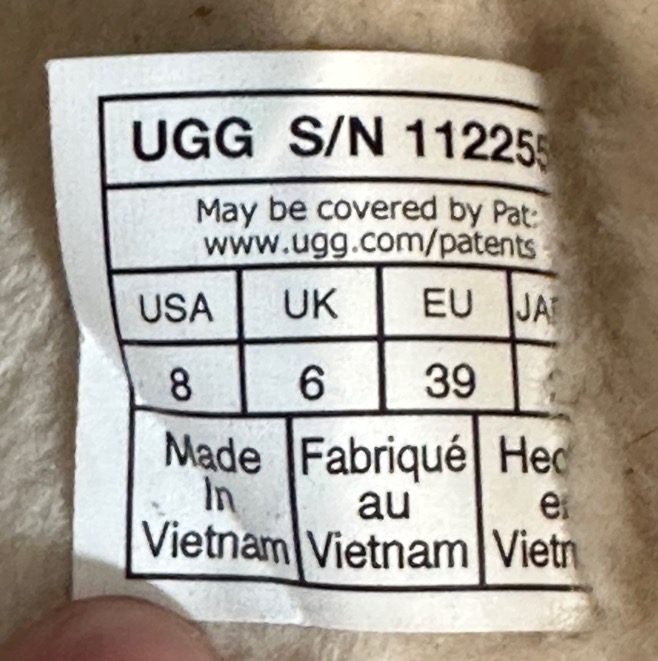 UGG S/N 112255
May be covered by Pat:
www.ugg.com/patents
USA UK EU
8 6 39
Made Fabriqué
In au
Vietnam Vietnam